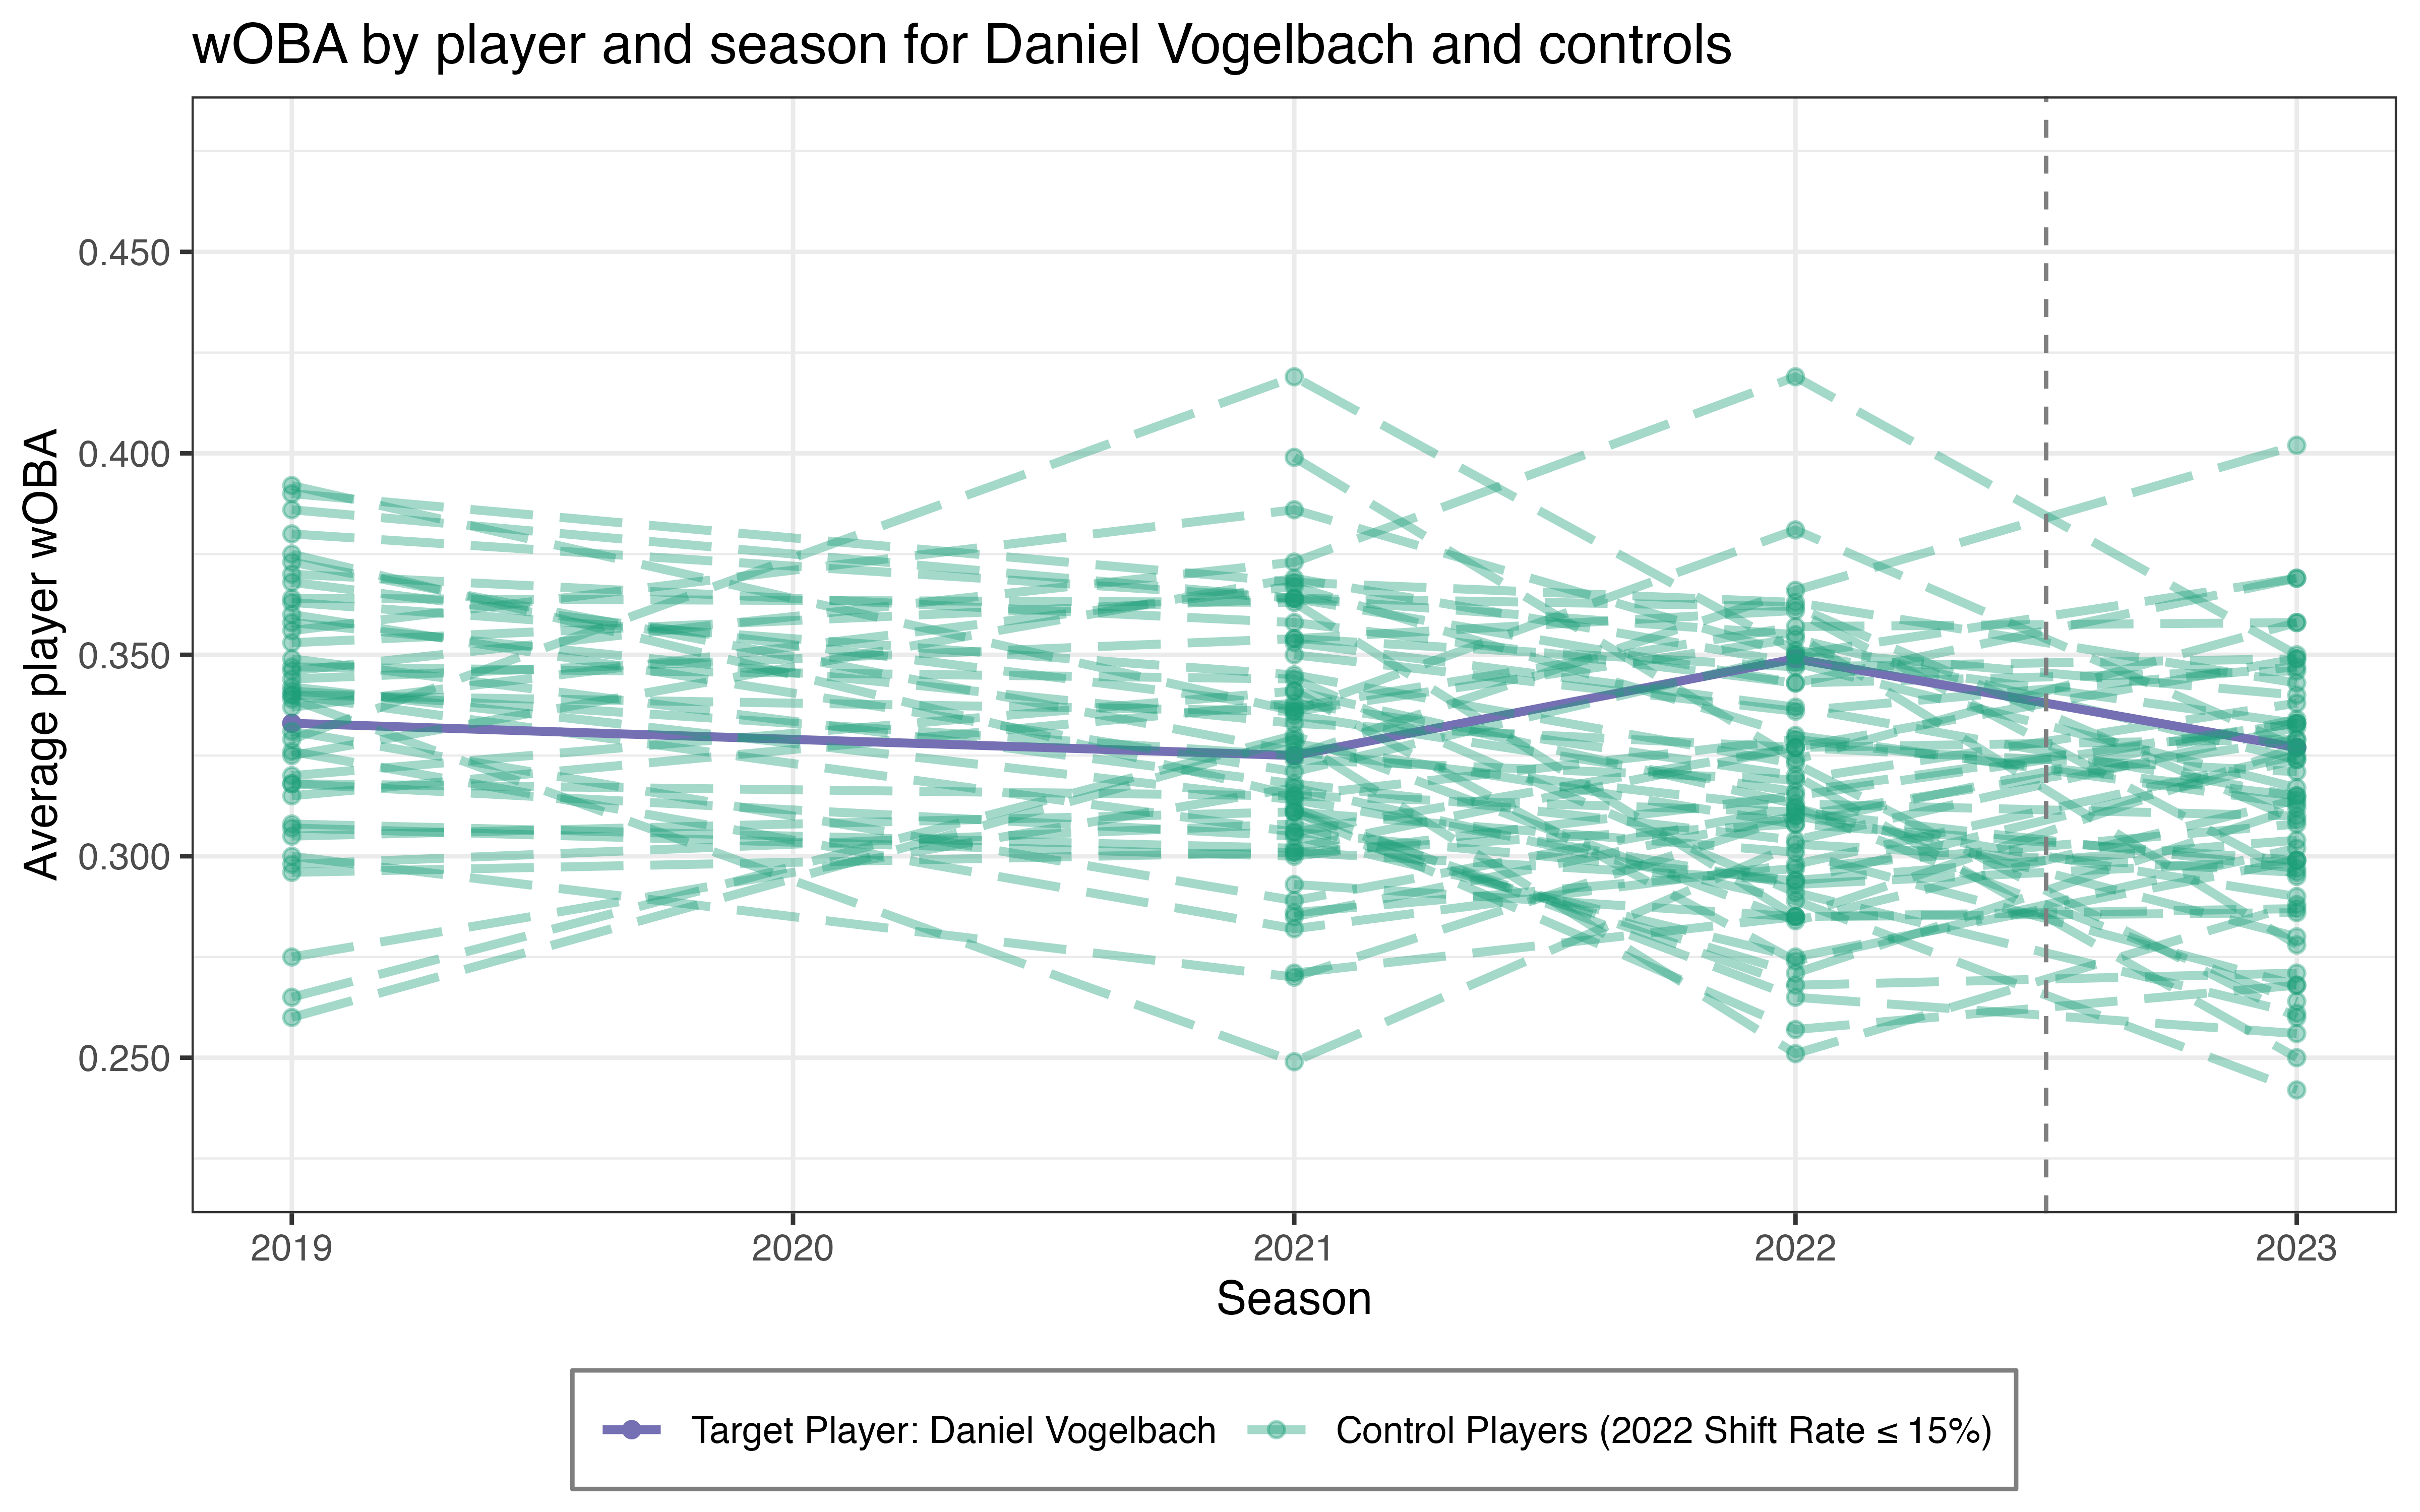 wOBA by player and season for Daniel Vogelbach and controls
Average player wOBA
0.450
0.400
0.350
0.300
0.250
2019 2020 2021 2022 2023
Season
Target Player: Daniel Vogelbach Control Players (2022 Shift Rate ≤ 15%)